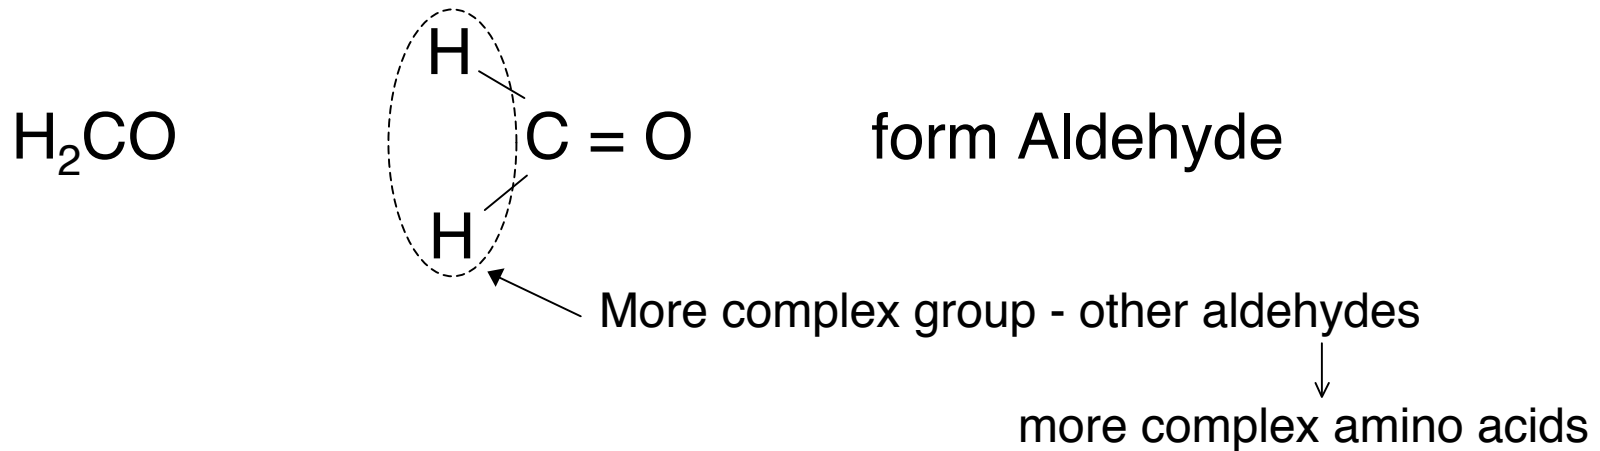 H
H₂CO C = O form Aldehyde
H
More complex group - other aldehydes
more complex amino acids